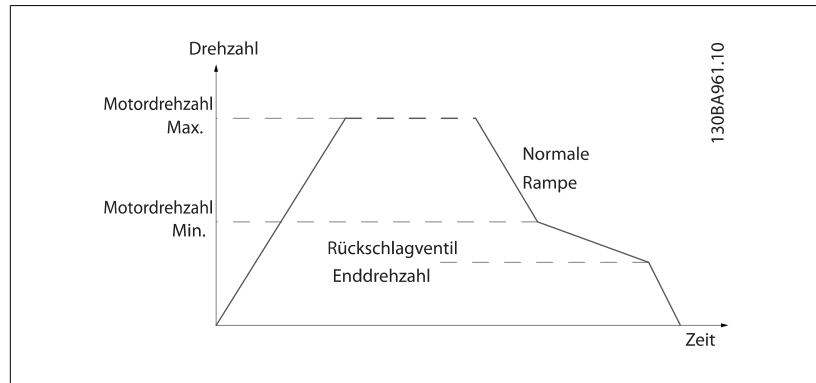 Drehzahl
Motordrehzahl
Max.
Normale
Rampe
Motordrehzahl
Min.
Rückschlagventil
Enddrehzahl
Zeit
130BA961.10